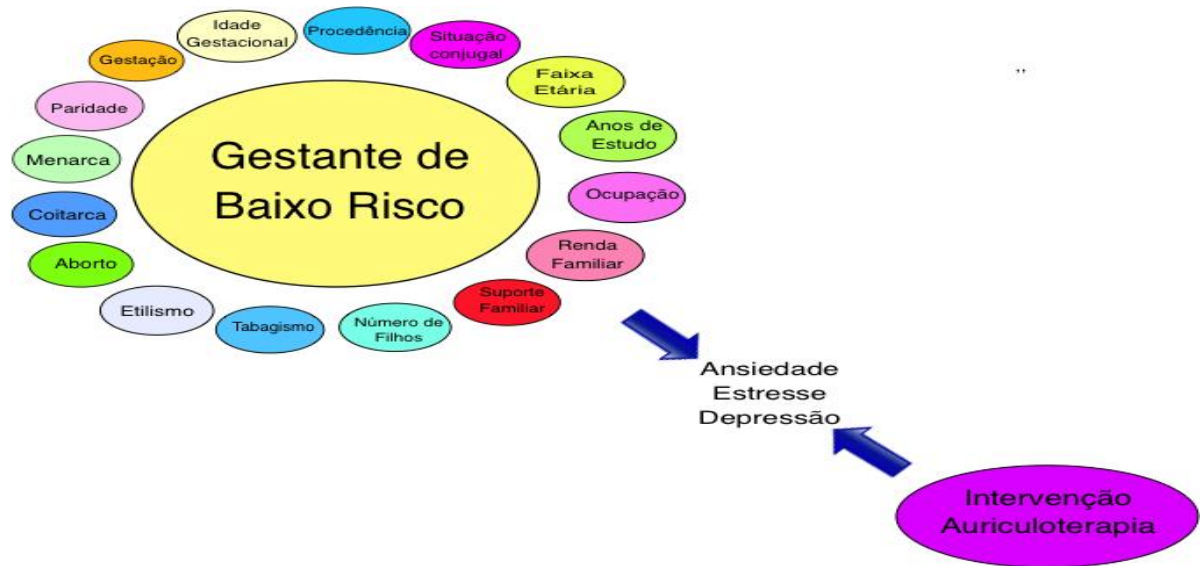 Gestante de
Baixo Risco
Idade
Gestacional
Procedência
Situação
conjugal
Faixa
Etária
Anos de
Estudo
Ocupação
Renda
Familiar
Suporte
Familiar
Número de
Filhos
Tabagismo
Etilismo
Aborto
Coitarca
Menarca
Paridade
Gestação
,,
Ansiedade
Estresse
Depressão
Intervenção
Auriculoterapia